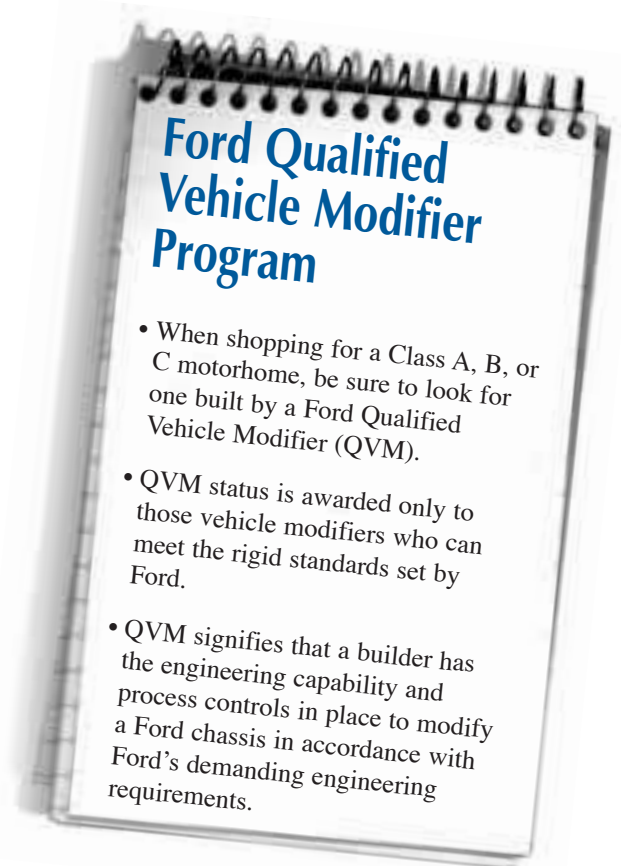 Ford Qualified
Vehicle Modifier
Program
• When shopping for a Class A, B, or
C motorhome, be sure to look for
one built by a Ford Qualified
Vehicle Modifier (QVM).
• QVM status is awarded only to
those vehicle modifiers who can
meet the rigid standards set by
Ford.
• QVM signifies that a builder has
the engineering capability and
process controls in place to modify
a Ford chassis in accordance with
Ford's demanding engineering
requirements.